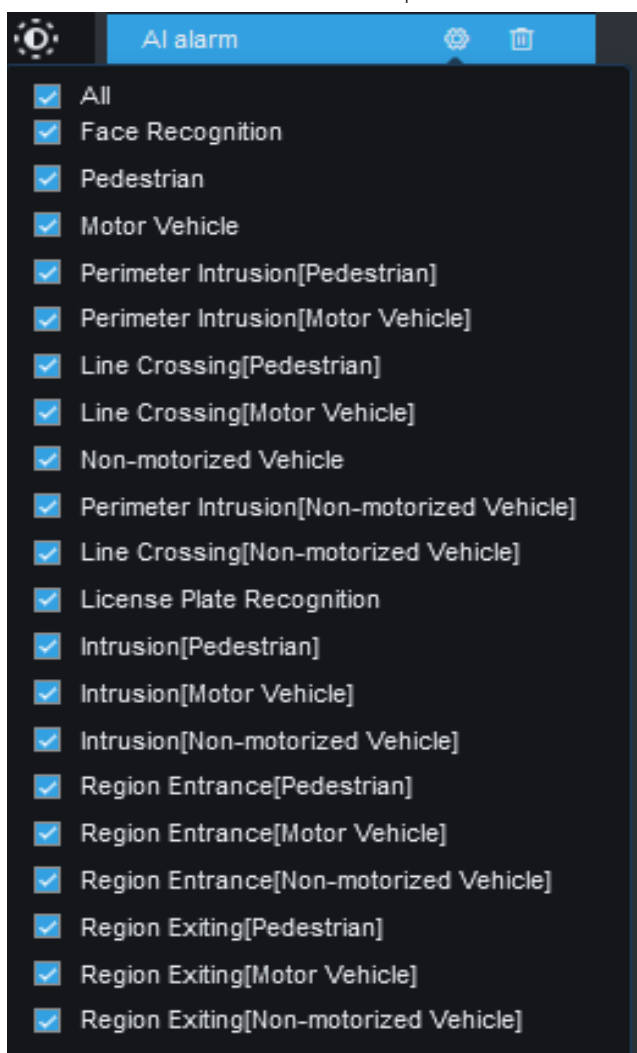 AI alarm
All
Face Recognition
Pedestrian
Motor Vehicle
Perimeter Intrusion[Pedestrian]
Perimeter Intrusion[Motor Vehicle]
Line Crossing[Pedestrian]
Line Crossing[Motor Vehicle]
Non-motorized Vehicle
Perimeter Intrusion[Non-motorized Vehicle]
Line Crossing[Non-motorized Vehicle]
License Plate Recognition
Intrusion[Pedestrian]
Intrusion[Motor Vehicle]
Intrusion[Non-motorized Vehicle]
Region Entrance[Pedestrian]
Region Entrance[Motor Vehicle]
Region Entrance[Non-motorized Vehicle]
Region Exiting[Pedestrian]
Region Exiting[Motor Vehicle]
Region Exiting[Non-motorized Vehicle]